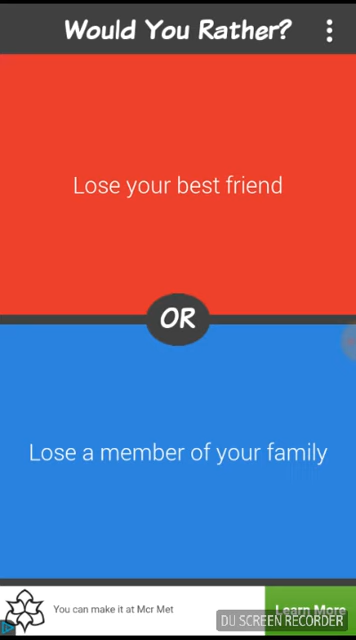 Would You Rather?
Lose your best friend
OR
Lose a member of your family
You can make it at Mcr Met
Learn More
DU SCREEN RECORDER